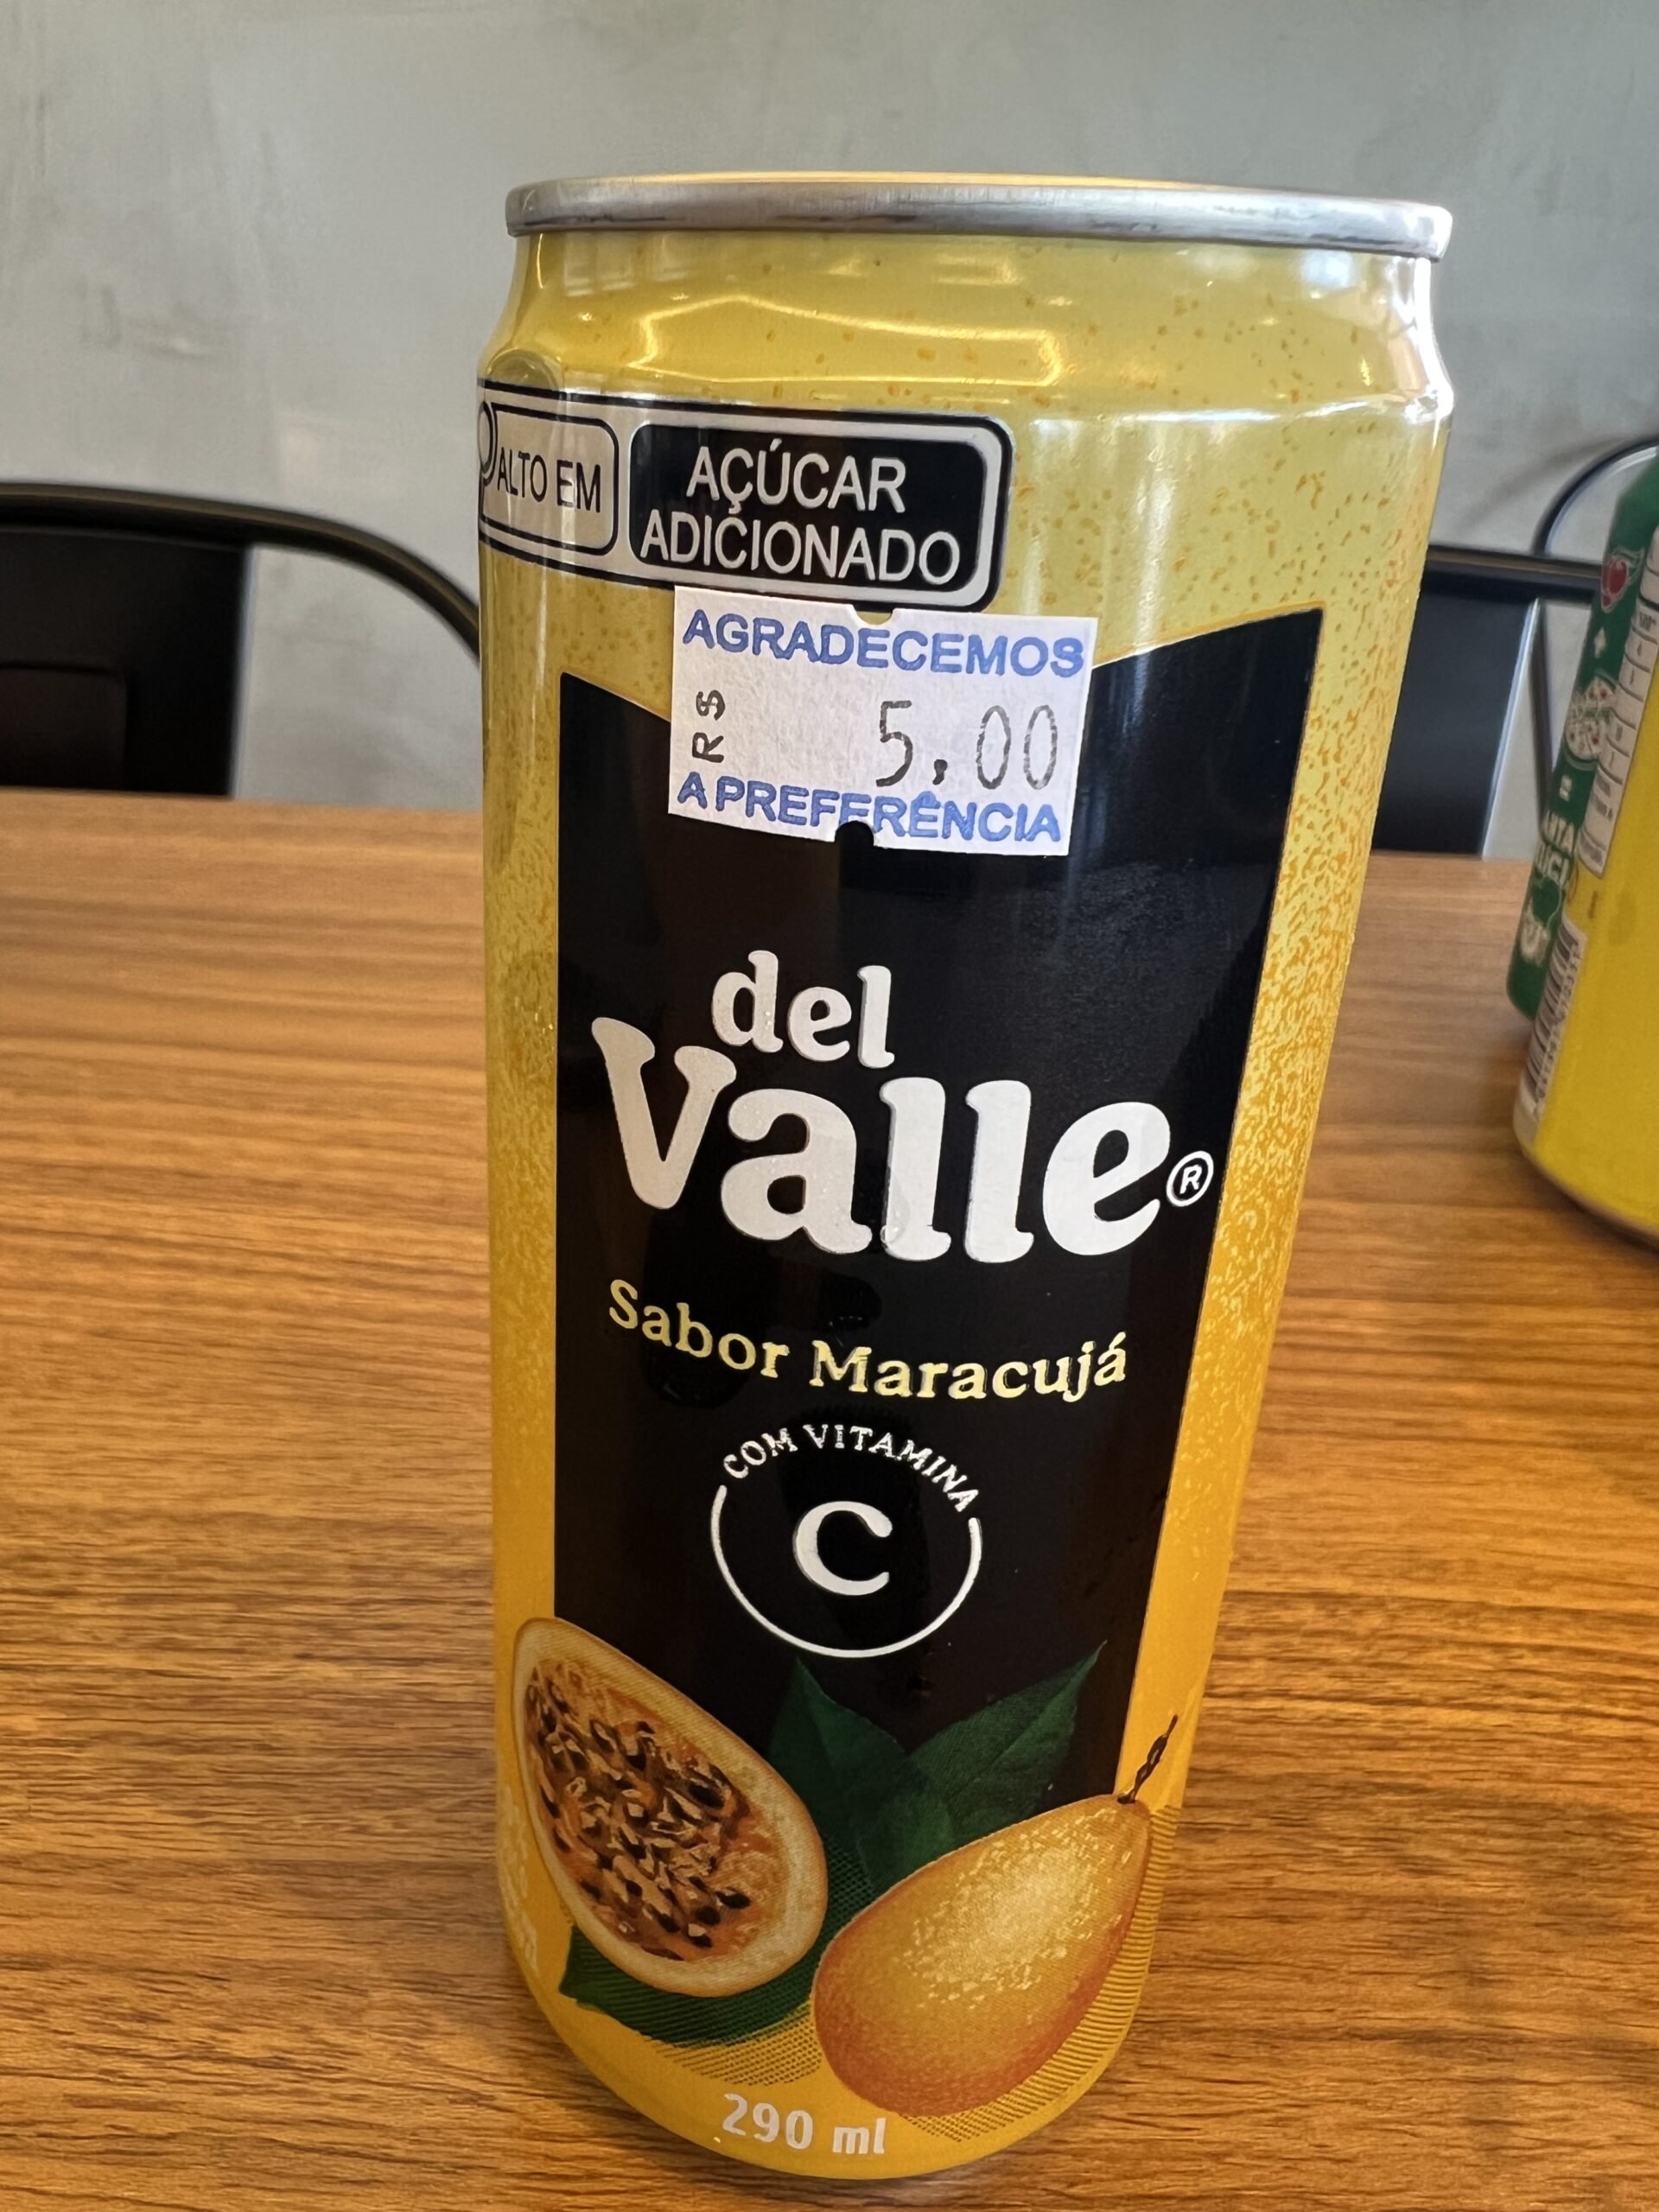 ALTO EM
AÇÚCAR
ADICIONADO
AGRADECEMOS
R$ 5,00
A PREFERÊNCIA
del
Valle®
Sabor Maracujá
COM VITAMINA
C
290 ml